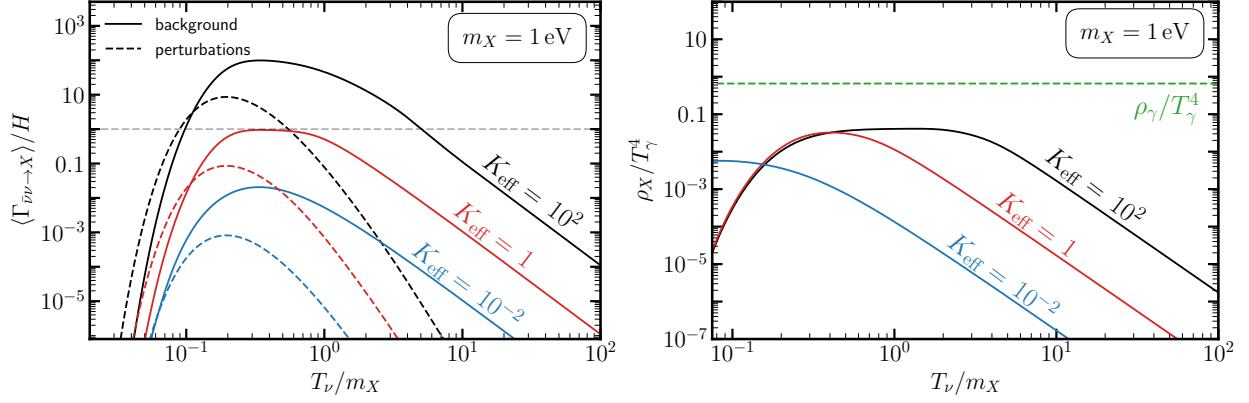 background
perturbations
m_X = 1 eV
K_eff = 10^2
K_eff = 1
K_eff = 10^-2
10^3
10
0.1
10^-3
10^-5
⟨Γ_ν̄ν→X⟩/H
10^-1
10^0
10^1
10^2
T_ν/m_X
m_X = 1 eV
ρ_γ/T_γ^4
K_eff = 10^2
K_eff = 1
K_eff = 10^-2
10
0.1
10^-3
10^-5
10^-7
ρ_X/T_γ^4
10^-1
10^0
10^1
10^2
T_ν/m_X